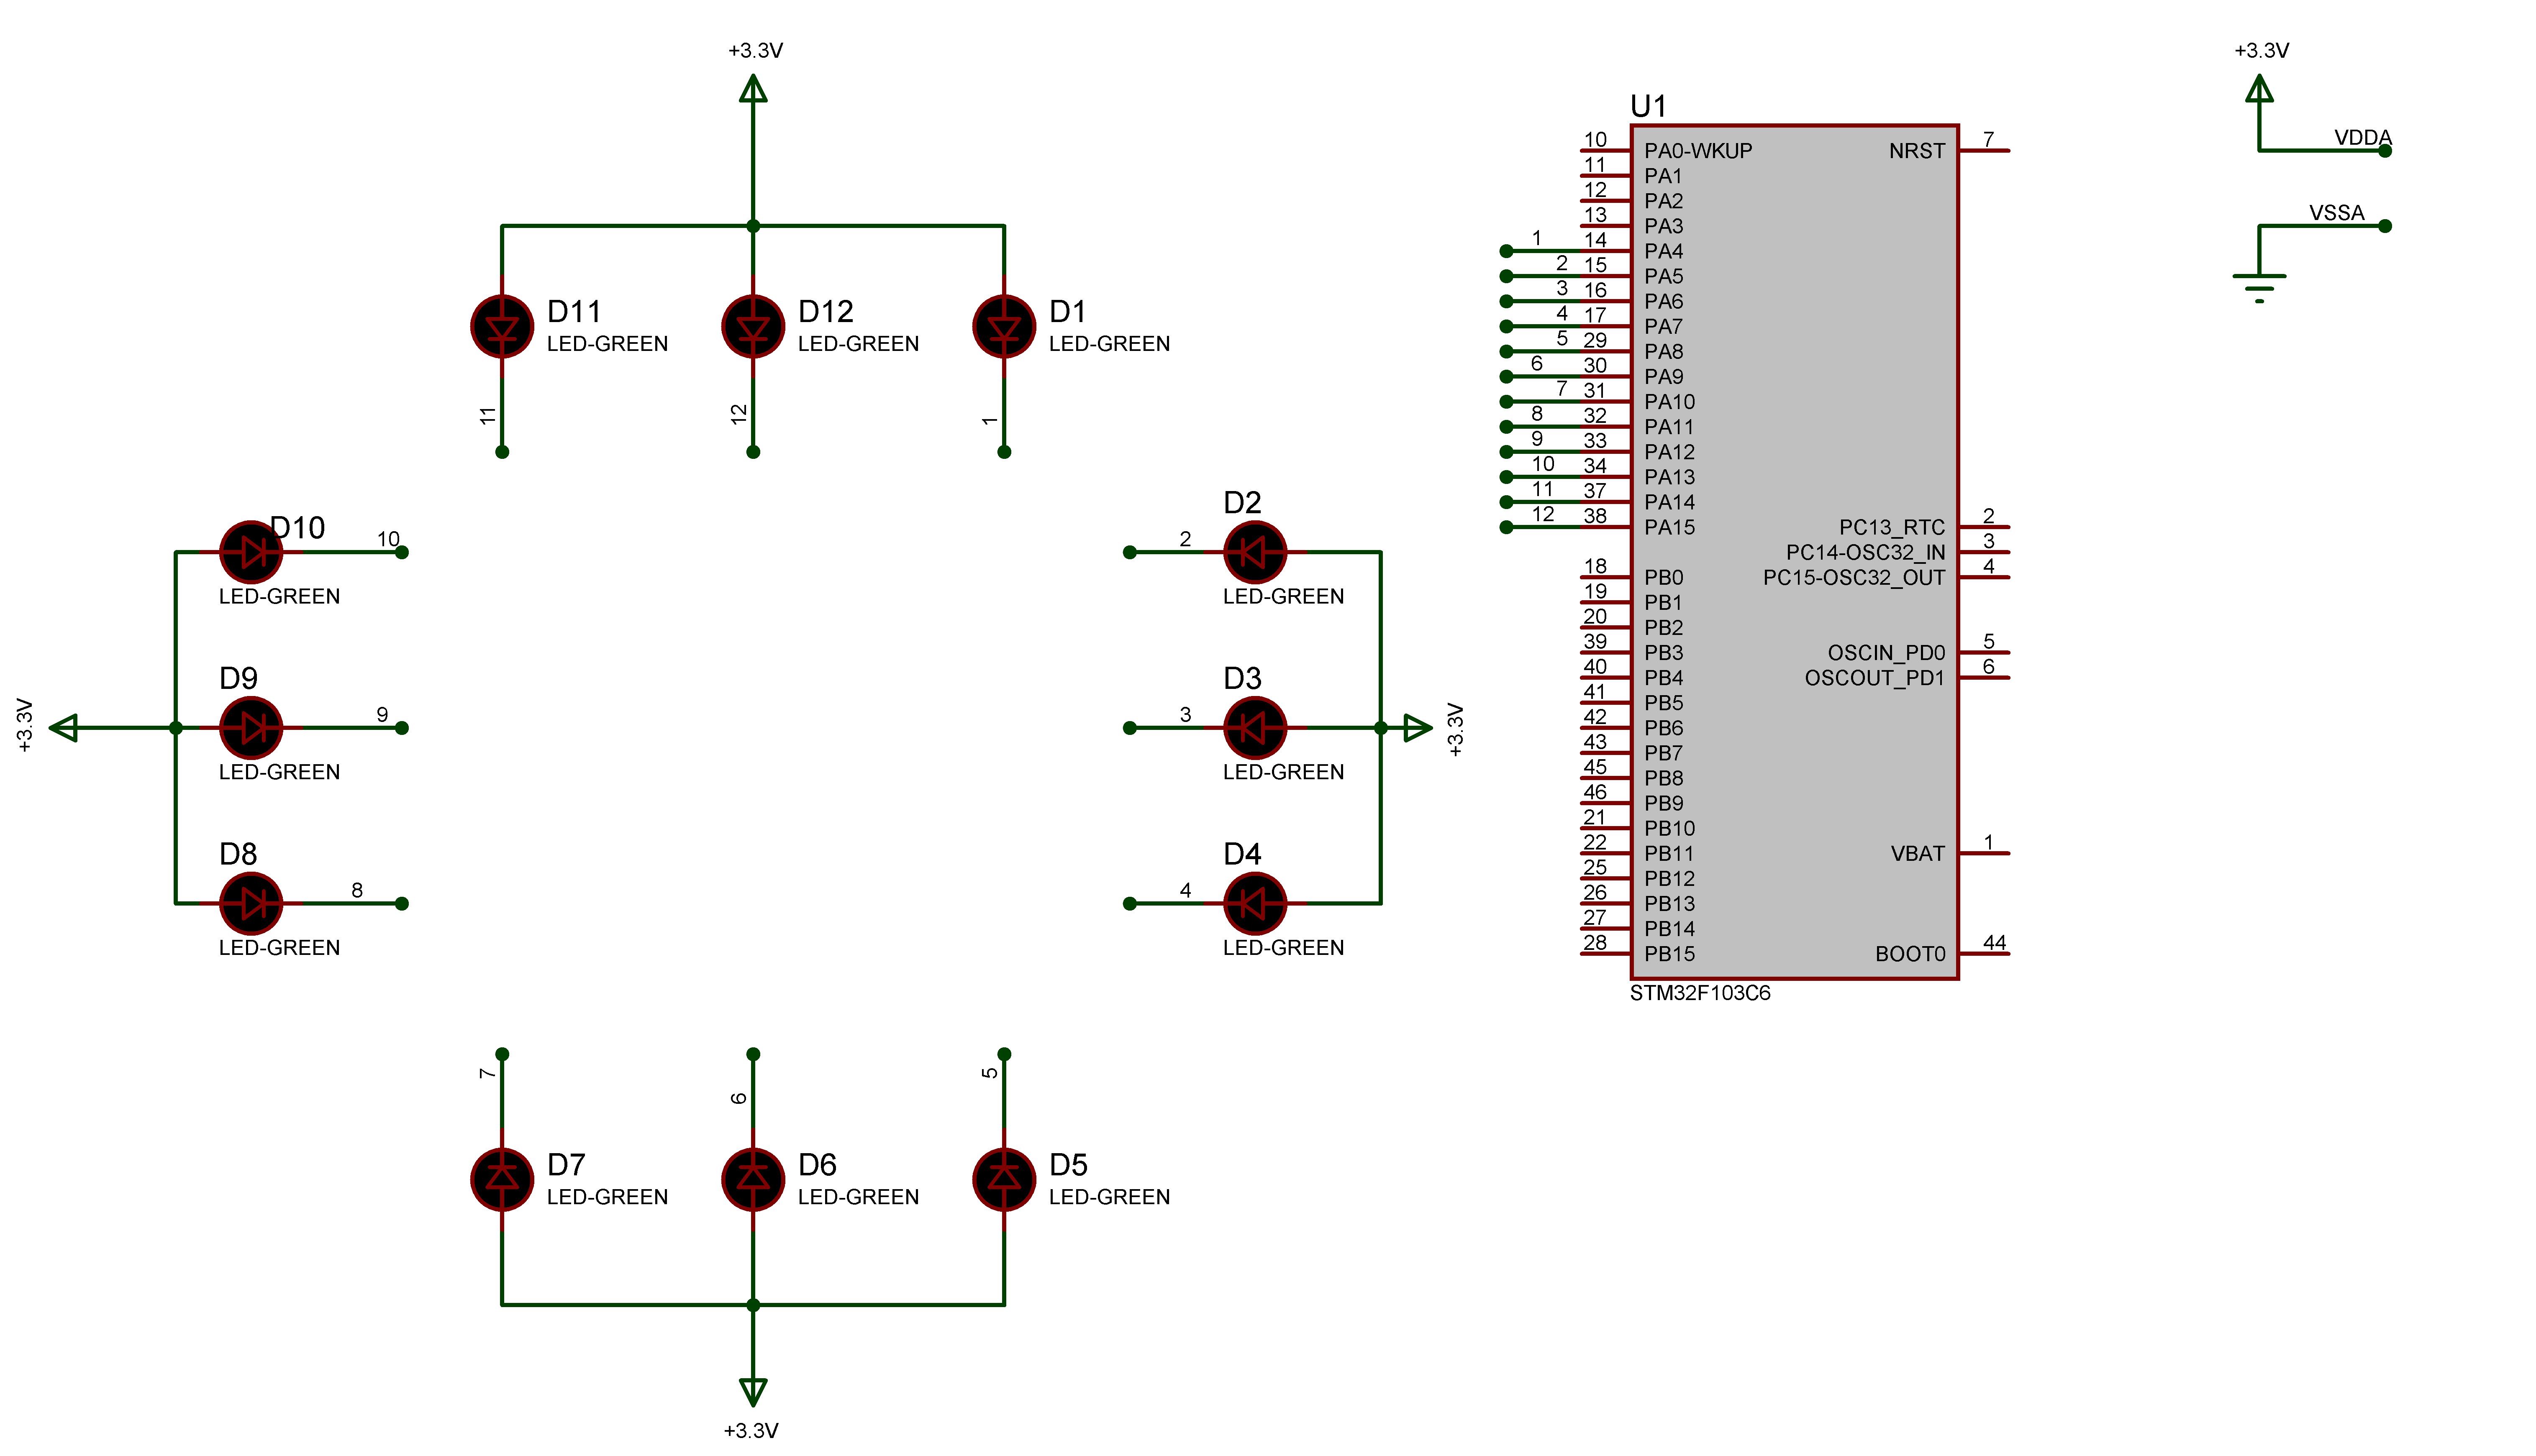 +3.3V
D11
LED-GREEN
D12
LED-GREEN
D1
LED-GREEN
11
12
1
D10
10
LED-GREEN
D9
9
LED-GREEN
D8
8
LED-GREEN
+3.3V
D2
2
LED-GREEN
D3
3
LED-GREEN
D4
4
LED-GREEN
+3.3V
7
6
5
D7
LED-GREEN
D6
LED-GREEN
D5
LED-GREEN
+3.3V
U1
10 PA0-WKUP
11 PA1
12 PA2
13 PA3
1 14 PA4
2 15 PA5
3 16 PA6
4 17 PA7
5 29 PA8
6 30 PA9
7 31 PA10
8 32 PA11
9 33 PA12
10 34 PA13
11 37 PA14
12 38 PA15
18 PB0
19 PB1
20 PB2
39 PB3
40 PB4
41 PB5
42 PB6
43 PB7
45 PB8
46 PB9
21 PB10
22 PB11
25 PB12
26 PB13
27 PB14
28 PB15
NRST 7
PC13_RTC 2
PC14-OSC32_IN 3
PC15-OSC32_OUT 4
OSCIN_PD0 5
OSCOUT_PD1 6
VBAT 1
BOOT0 44
STM32F103C6
+3.3V
VDDA
VSSA